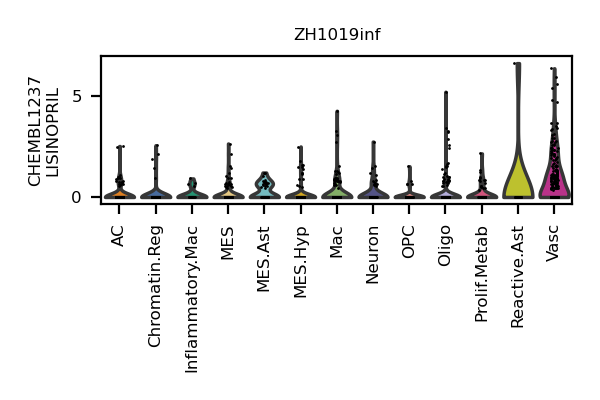 ZH1019inf
CHEMBL1237
LISINOPRIL
5
0
AC
Chromatin.Reg
Inflammatory.Mac
MES
MES.Ast
MES.Hyp
Mac
Neuron
OPC
Oligo
Prolif.Metab
Reactive.Ast
Vasc